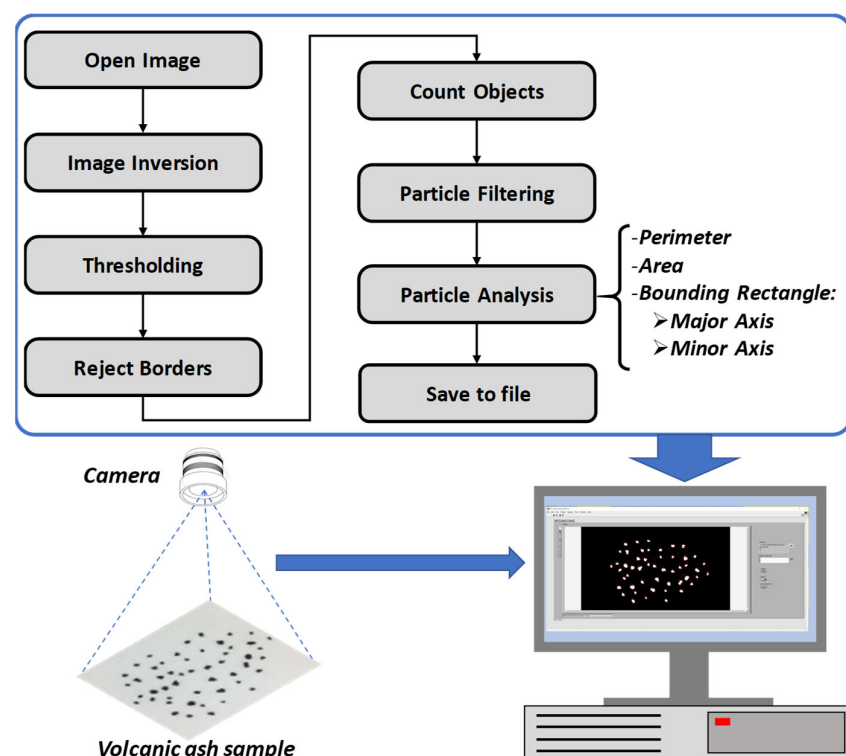 Open Image
Image Inversion
Thresholding
Reject Borders
Count Objects
Particle Filtering
Particle Analysis
Save to file
-Perimeter
-Area
-Bounding Rectangle:
➢Major Axis
➢Minor Axis
Camera
Volcanic ash sample